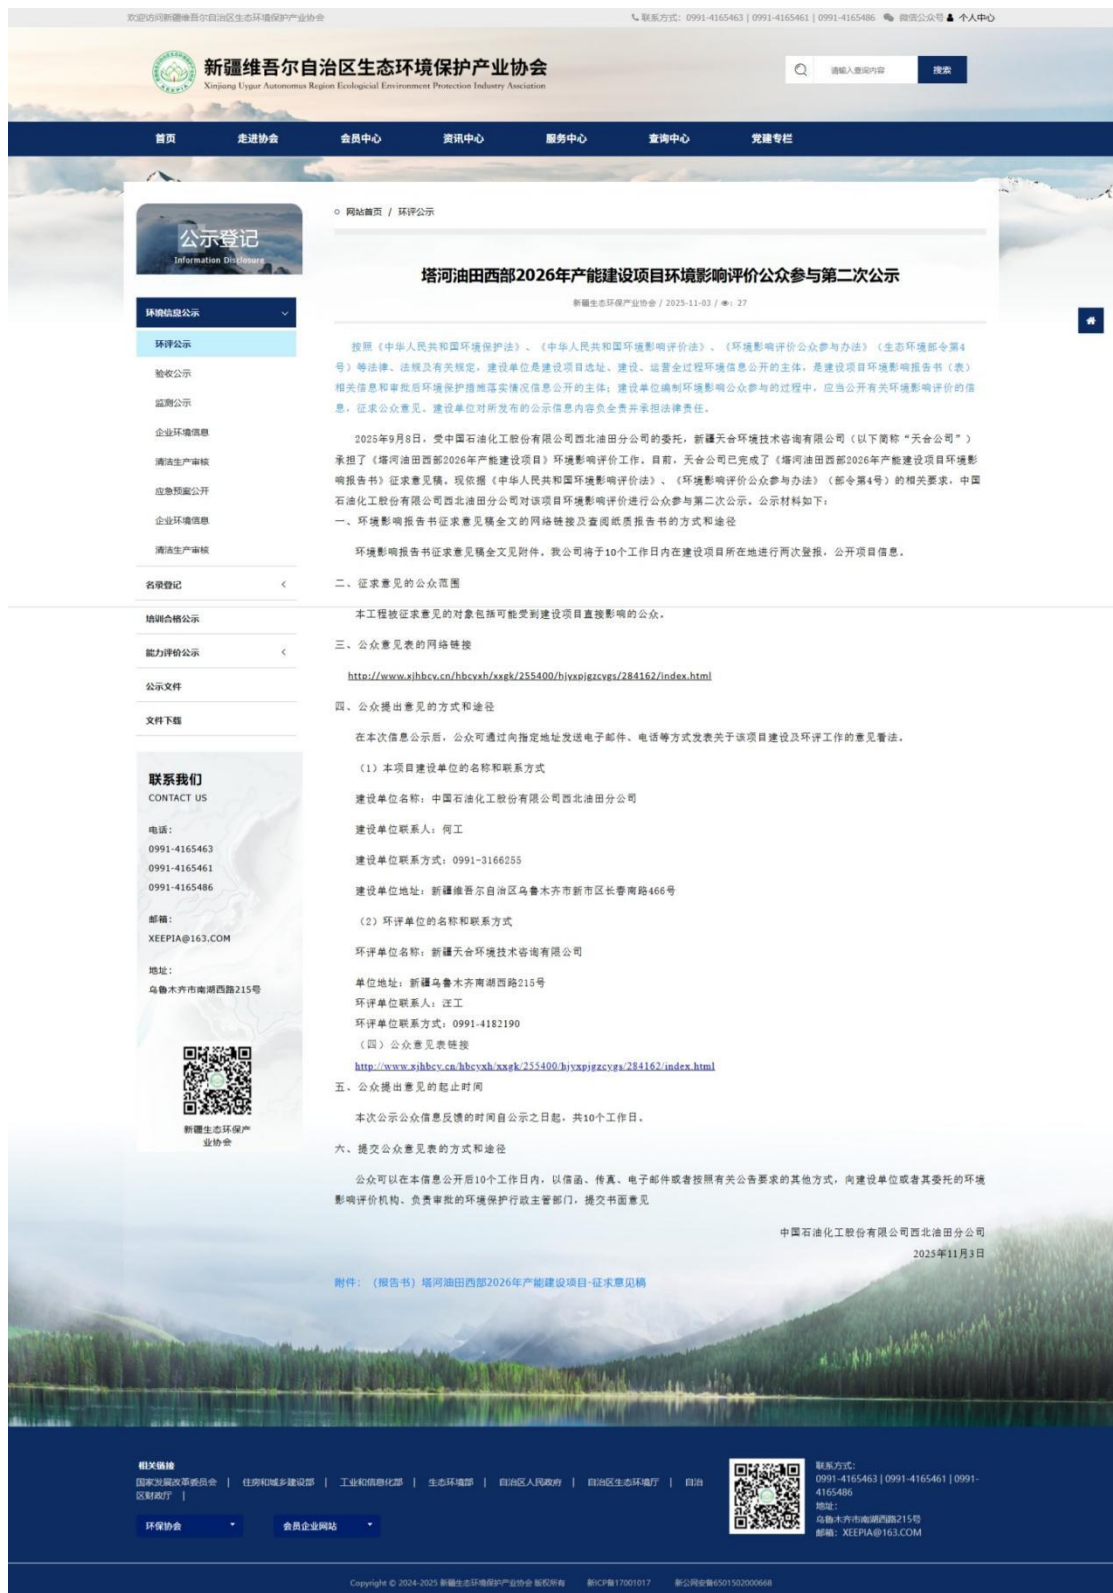 欢迎访问新疆维吾尔自治区生态环境保护产业协会
联系方式：0991-4165463 | 0991-4165461 | 0991-4165486 微信公众号 个人中心
新疆维吾尔自治区生态环境保护产业协会
Xinjiang Uygur Autonomus Region Ecologicial Environment Protection Industry Assciation
请输入查询内容
搜索
首页 走进协会 会员中心 资讯中心 服务中心 查询中心 党建专栏
公示登记
Information Disclosure
环境信息公示
环评公示
验收公示
监测公示
企业环境信息
清洁生产审核
应急预案公开
企业环境信息
清洁生产审核
名录登记
培训合格公示
能力评价公示
公示文件
文件下载
联系我们
CONTACT US
电话：
0991-4165463
0991-4165461
0991-4165486
邮箱：
XEEPIA@163.COM
地址：
乌鲁木齐市南湖西路215号
新疆生态环保产
业协会
网站首页 / 环评公示
塔河油田西部2026年产能建设项目环境影响评价公众参与第二次公示
新疆生态环保产业协会 / 2025-11-03 / ：27
按照《中华人民共和国环境保护法》、《中华人民共和国环境影响评价法》、《环境影响评价公众参与办法》（生态环境部令第4
号）等法律、法规及有关规定，建设单位是建设项目选址、建设、运营全过程环境信息公开的主体，是建设项目环境影响报告书（表）
相关信息和审批后环境保护措施落实情况信息公开的主体；建设单位编制环境影响公众参与的过程中，应当公开有关环境影响评价的信
息，征求公众意见。建设单位对所发布的公示信息内容负全责并承担法律责任。
2025年9月8日，受中国石油化工股份有限公司西北油田分公司的委托，新疆天合环境技术咨询有限公司（以下简称“天合公司”）
承担了《塔河油田西部2026年产能建设项目》环境影响评价工作。目前，天合公司已完成了《塔河油田西部2026年产能建设项目环境影
响报告书》征求意见稿。现依据《中华人民共和国环境影响评价法》、《环境影响评价公众参与办法》（部令第4号）的相关要求，中国
石油化工股份有限公司西北油田分公司对该项目环境影响评价进行公众参与第二次公示。公示材料如下：
一、环境影响报告书征求意见稿全文的网络链接及查阅纸质报告书的方式和途径
环境影响报告书征求意见稿全文见附件。我公司将于10个工作日内在建设项目所在地进行两次登报，公开项目信息。
二、征求意见的公众范围
本工程被征求意见的对象包括可能受到建设项目直接影响的公众。
三、公众意见表的网络链接
http://www.xjhbcy.cn/hbcyxh/xxgk/255400/hjyxpjgzcygs/284162/index.html
四、公众提出意见的方式和途径
在本次信息公示后，公众可通过向指定地址发送电子邮件、电话等方式发表关于该项目建设及环评工作的意见看法。
（1）本项目建设单位的名称和联系方式
建设单位名称：中国石油化工股份有限公司西北油田分公司
建设单位联系人：何工
建设单位联系方式：0991-3166255
建设单位地址：新疆维吾尔自治区乌鲁木齐市新市区长春南路466号
（2）环评单位的名称和联系方式
环评单位名称：新疆天合环境技术咨询有限公司
单位地址：新疆乌鲁木齐南湖西路215号
环评单位联系人：汪工
环评单位联系方式：0991-4182190
（四）公众意见表链接
http://www.xjhbcy.cn/hbcyxh/xxgk/255400/hjyxpjgzcygs/284162/index.html
五、公众提出意见的起止时间
本次公示公众信息反馈的时间自公示之日起，共10个工作日。
六、提交公众意见表的方式和途径
公众可以在本信息公开后10个工作日内，以信函、传真、电子邮件或者按照有关公告要求的其他方式，向建设单位或者其委托的环境
影响评价机构、负责审批的环境保护行政主管部门，提交书面意见
中国石油化工股份有限公司西北油田分公司
2025年11月3日
附件：（报告书）塔河油田西部2026年产能建设项目-征求意见稿
相关链接
国家发展改革委员会 | 住房和城乡建设部 | 工业和信息化部 | 生态环境部 | 自治区人民政府 | 自治区生态环境厅 | 自治
区财政厅 |
环保协会 会员企业网站
联系方式：
0991-4165463 | 0991-4165461 | 0991-
4165486
地址：
乌鲁木齐市南湖西路215号
邮箱：XEEPIA@163.COM
Copyright © 2024-2025 新疆生态环境保护产业协会 版权所有 新ICP备17001017 新公网安备6501502000668